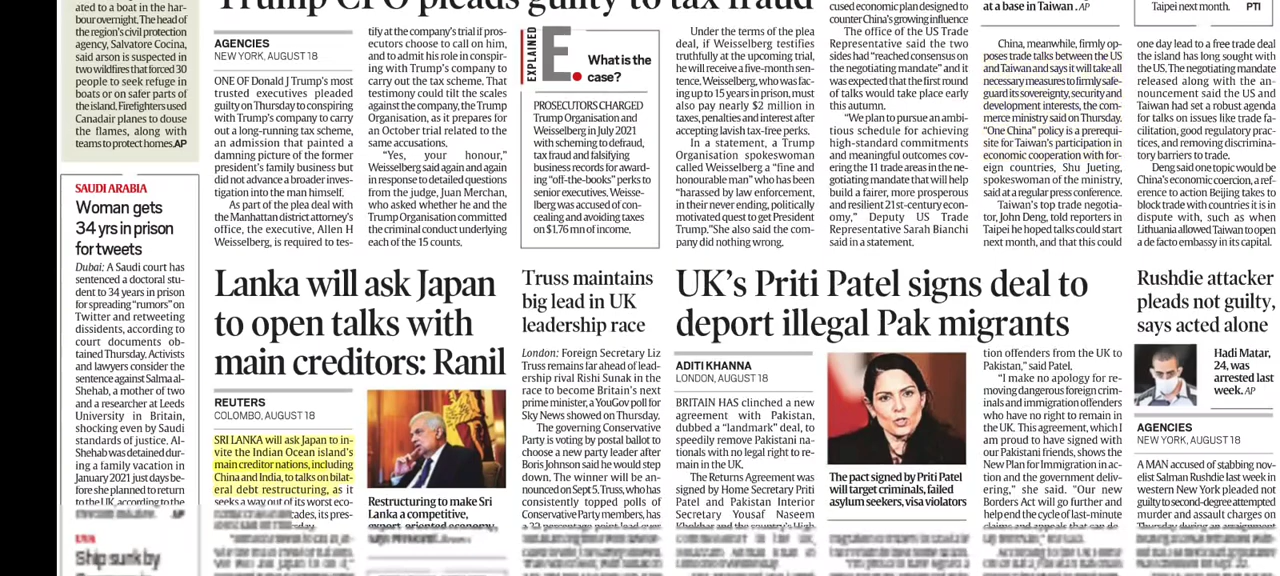 ated to a boat in the har-
bour overnight. The head of
the region's civil protection
agency, Salvatore Cocina,
said arson is suspected in
two wildfires that forced 30
people to seek refuge in
boats or on safer parts of
the island. Firefighters used
Canadair planes to douse
the flames, along with
teams to protect homes. AP
SAUDI ARABIA
Woman gets
34 yrs in prison
for tweets
Dubai: A Saudi court has
sentenced a doctoral stu-
dent to 34 years in prison
for spreading "rumors" on
Twitter and retweeting
dissidents, according to
court documents ob-
tained Thursday. Activists
and lawyers consider the
sentence against Salma al-
Shehab, a mother of two
and a researcher at Leeds
University in Britain,
shocking even by Saudi
standards of justice. Al-
Shehab was detained dur-
ing a family vacation in
January 2021 just days be-
fore she planned to return
to the UK, according to the
AP
Ship sunk by
Trump CFO pleads guilty to tax fraud
AGENCIES
NEW YORK, AUGUST 18
ONE OF Donald J Trump's most
trusted executives pleaded
guilty on Thursday to conspiring
with Trump's company to carry
out a long-running tax scheme,
an admission that painted a
damning picture of the former
president's family business but
did not advance a broader inves-
tigation into the man himself.
As part of the plea deal with
the Manhattan district attorney's
office, the executive, Allen H
Weisselberg, is required to tes-
tify at the company's trial if pros-
ecutors choose to call on him,
and to admit his role in conspir-
ing with Trump's company to
carry out the tax scheme. That
testimony could tilt the scales
against the company, the Trump
Organisation, as it prepares for
an October trial related to the
same accusations.
"Yes, your honour,"
Weisselberg said again and again
in response to detailed questions
from the judge, Juan Merchan,
who asked whether he and the
Trump Organisation committed
the criminal conduct underlying
each of the 15 counts.
EXPLAINED
E.
What is the
case?
PROSECUTORS CHARGED
Trump Organisation and
Weisselberg in July 2021
with scheming to defraud,
tax fraud and falsifying
business records for award-
ing "off-the-books" perks to
senior executives. Weisse-
lberg was accused of con-
cealing and avoiding taxes
on $1.76 mn of income.
Under the terms of the plea
deal, if Weisselberg testifies
truthfully at the upcoming trial,
he will receive a five-month sen-
tence. Weisselberg, who was fac-
ing up to 15 years in prison, must
also pay nearly $2 million in
taxes, penalties and interest after
accepting lavish tax-free perks.
In a statement, a Trump
Organisation spokeswoman
called Weisselberg a "fine and
honourable man" who has been
"harassed by law enforcement,
in their never ending, politically
motivated quest to get President
Trump." She also said the com-
pany did nothing wrong.
cused economic plan designed to
counter China's growing influence
The office of the US Trade
Representative said the two
sides had "reached consensus on
the negotiating mandate" and it
was expected that the first round
of talks would take place early
this autumn.
"We plan to pursue an ambi-
tious schedule for achieving
high-standard commitments
and meaningful outcomes cov-
ering the 11 trade areas in the ne-
gotiating mandate that will help
build a fairer, more prosperous
and resilient 21st-century econ-
omy," Deputy US Trade
Representative Sarah Bianchi
said in a statement.
at a base in Taiwan. AP
China, meanwhile, firmly op-
poses trade talks between the US
and Taiwan and says it will take all
necessary measures to firmly safe-
guard its sovereignty, security and
development interests, the com-
merce ministry said on Thursday.
"One China" policy is a prerequi-
site for Taiwan's participation in
economic cooperation with for-
eign countries, Shu Jueting,
spokeswoman of the ministry,
said at a regular press conference.
Taiwan's top trade negotia-
tor, John Deng, told reporters in
Taipei he hoped talks could start
next month, and that this could
Taipei next month. PTI
one day lead to a free trade deal
the island has long sought with
the US. The negotiating mandate
released along with the an-
nouncement said the US and
Taiwan had set a robust agenda
for talks on issues like trade fa-
cilitation, good regulatory prac-
tices, and removing discrimina-
tory barriers to trade.
Deng said one topic would be
China's economic coercion, a ref-
erence to action Beijing takes to
block trade with countries it is in
dispute with, such as when
Lithuania allowed Taiwan to open
a de facto embassy in its capital.
Lanka will ask Japan
to open talks with
main creditors: Ranil
REUTERS
COLOMBO, AUGUST 18
SRI LANKA will ask Japan to in-
vite the Indian Ocean island's
main creditor nations, including
China and India, to talks on bilat-
eral debt restructuring, as it
seeks a way out of its worst eco-
cades, its pres-
Restructuring to make Sri
Lanka a competitive,
export-oriented economy,
Truss maintains
big lead in UK
leadership race
London: Foreign Secretary Liz
Truss remains far ahead of lead-
ership rival Rishi Sunak in the
race to become Britain's next
prime minister, a YouGov poll for
Sky News showed on Thursday.
The governing Conservative
Party is voting by postal ballot to
choose a new party leader after
Boris Johnson said he would step
down. The winner will be an-
nounced on Sept 5. Truss, who has
consistently topped polls of
Conservative Party members, has
a 32 percentage point lead over
UK's Priti Patel signs deal to
deport illegal Pak migrants
ADITI KHANNA
LONDON, AUGUST 18
BRITAIN HAS clinched a new
agreement with Pakistan,
dubbed a "landmark" deal, to
speedily remove Pakistani na-
tionals with no legal right to re-
main in the UK.
The Returns Agreement was
signed by Home Secretary Priti
Patel and Pakistan Interior
Secretary Yousaf Naseem
Khokhar and the country's High
The pact signed by Priti Patel
will target criminals, failed
asylum seekers, visa violators
tion offenders from the UK to
Pakistan," said Patel.
"I make no apology for re-
moving dangerous foreign crim-
inals and immigration offenders
who have no right to remain in
the UK. This agreement, which I
am proud to have signed with
our Pakistani friends, shows the
New Plan for Immigration in ac-
tion and the government deliv-
ering," she said. "Our new
Borders Act will go further and
help end the cycle of last-minute
claims and appeals that can de-
Rushdie attacker
pleads not guilty,
says acted alone
Hadi Matar,
24, was
arrested last
week. AP
AGENCIES
NEW YORK, AUGUST 18
A MAN accused of stabbing nov-
elist Salman Rushdie last week in
western New York pleaded not
guilty to second-degree attempted
murder and assault charges on
Thursday during an arraignment